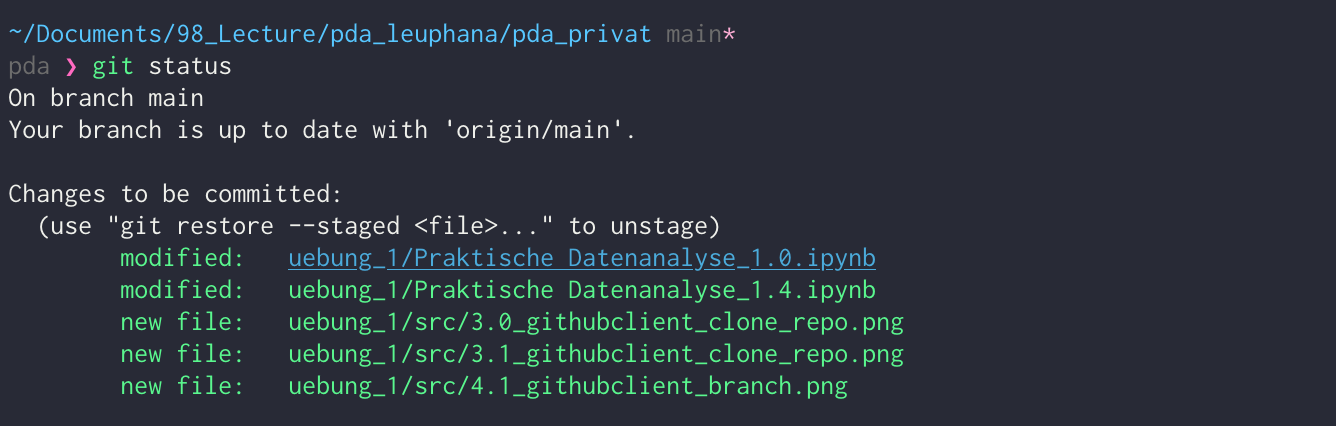 ~/Documents/98_Lecture/pda_leuphana/pda_privat main*
pda ❯ git status
On branch main
Your branch is up to date with 'origin/main'.
Changes to be committed:
(use "git restore --staged <file>..." to unstage)
modified: uebung_1/Praktische Datenanalyse_1.0.ipynb
modified: uebung_1/Praktische Datenanalyse_1.4.ipynb
new file: uebung_1/src/3.0_githubclient_clone_repo.png
new file: uebung_1/src/3.1_githubclient_clone_repo.png
new file: uebung_1/src/4.1_githubclient_branch.png